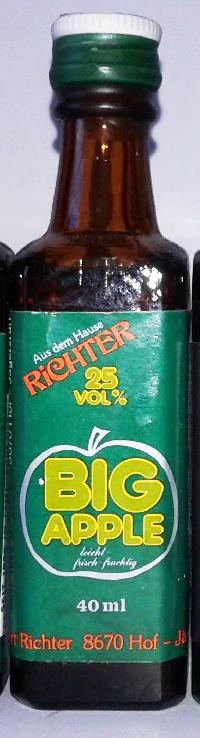 Aus dem Hause
RICHTER
25
VOL%
BIG
APPLE
leicht-
frisch-fruchtig
40 ml
Richter 8670 Hof –